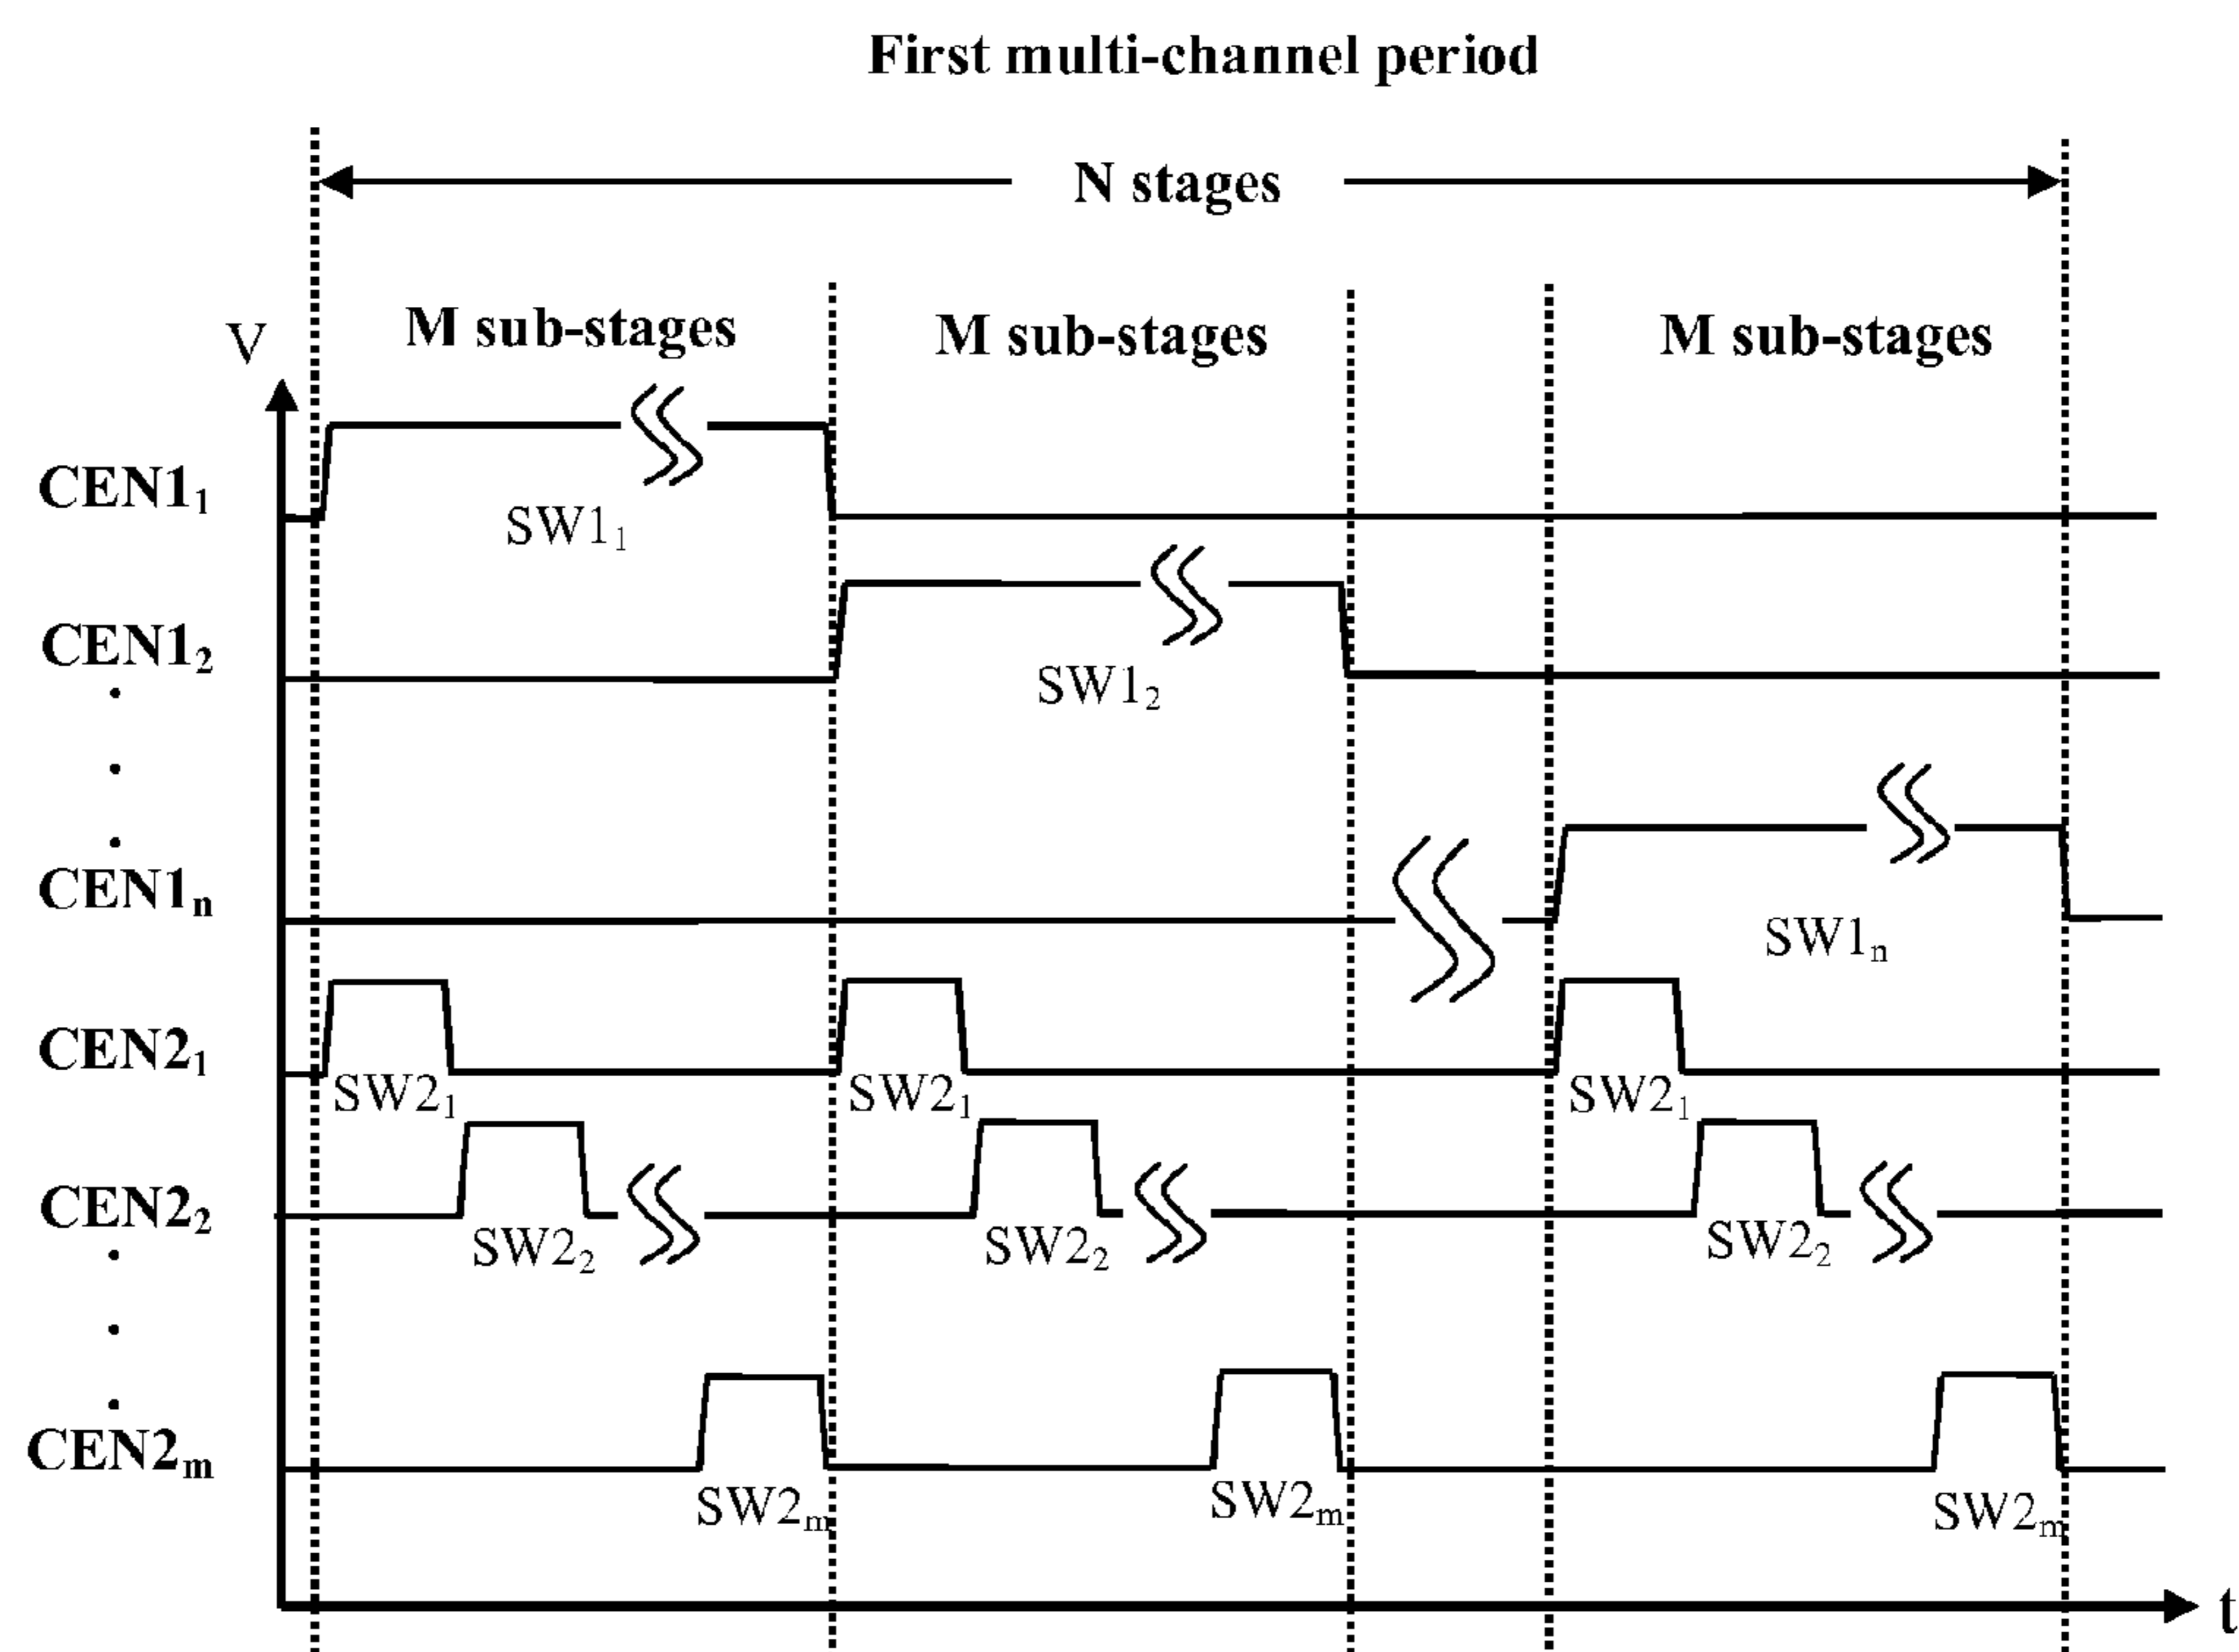 First multi-channel period
N stages
M sub-stages M sub-stages M sub-stages
V
CEN1₁
SW1₁
CEN1₂
SW1₂
.
.
.
CEN1ₙ
SW1ₙ
CEN2₁
SW2₁ SW2₁ SW2₁
CEN2₂
SW2₂ SW2₂ SW2₂
.
.
.
CEN2ₘ
SW2ₘ SW2ₘ SW2ₘ
t